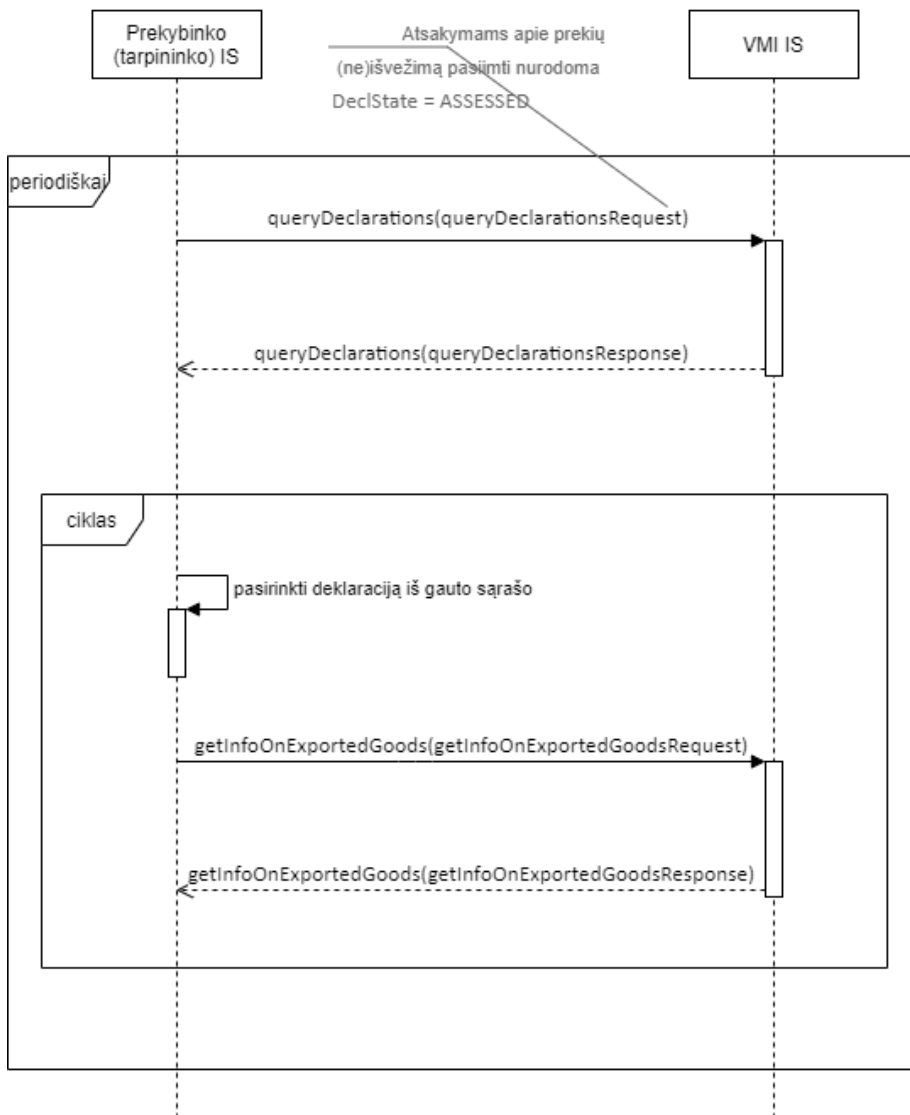 Prekybinko
(tarpininko) IS
Atsakymams apie prekių
(ne)išvežimą pasiimti nurodoma
DeclState = ASSESSED
VMI IS
periodiškai
queryDeclarations(queryDeclarationsRequest)
queryDeclarations(queryDeclarationsResponse)
ciklas
pasirinkti deklaraciją iš gauto sąrašo
getInfoOnExportedGoods(getInfoOnExportedGoodsRequest)
getInfoOnExportedGoods(getInfoOnExportedGoodsResponse)